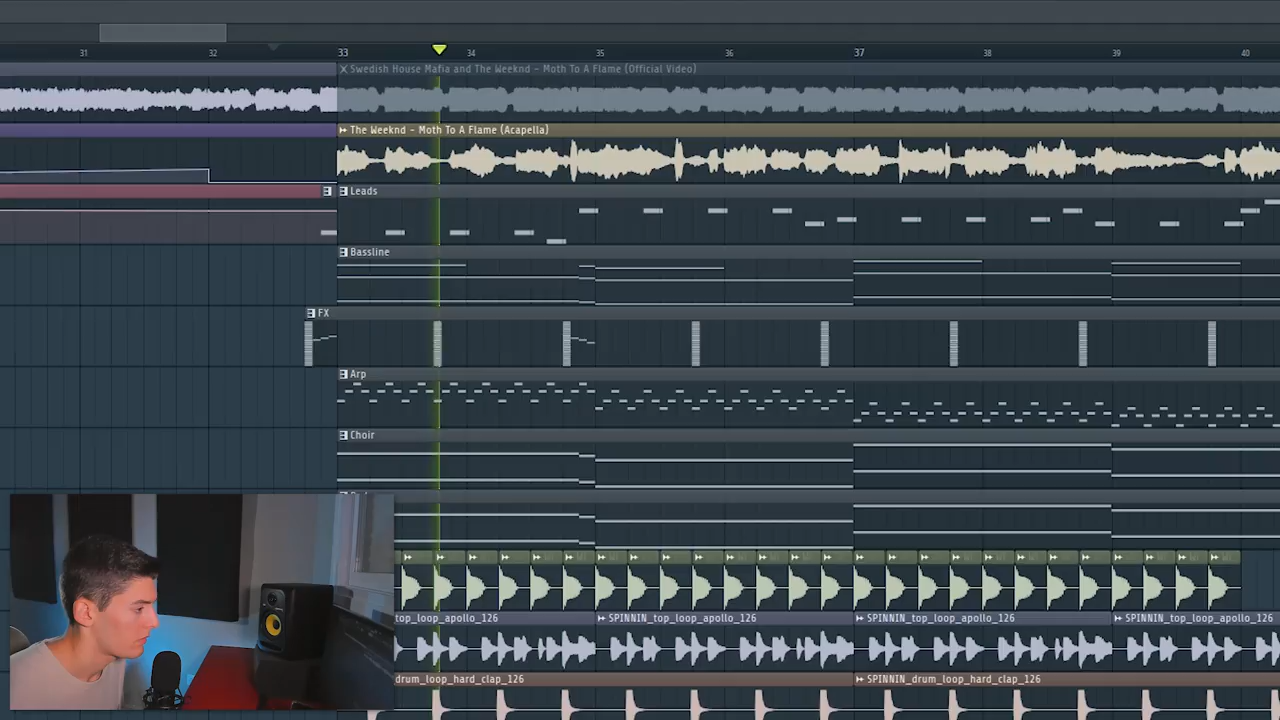 31 32 33 34 35 36 37 38 39 40
Swedish House Mafia and The Weeknd - Moth To A Flame (Official Video)
The Weeknd - Moth To A Flame (Acapella)
Leads
Bassline
FX
Arp
Choir
top_loop_apollo_126 SPINNIN_top_loop_apollo_126 SPINNIN_top_loop_apollo_126 SPINNIN_top_loop_apollo_126
drum_loop_hard_clap_126 SPINNIN_drum_loop_hard_clap_126